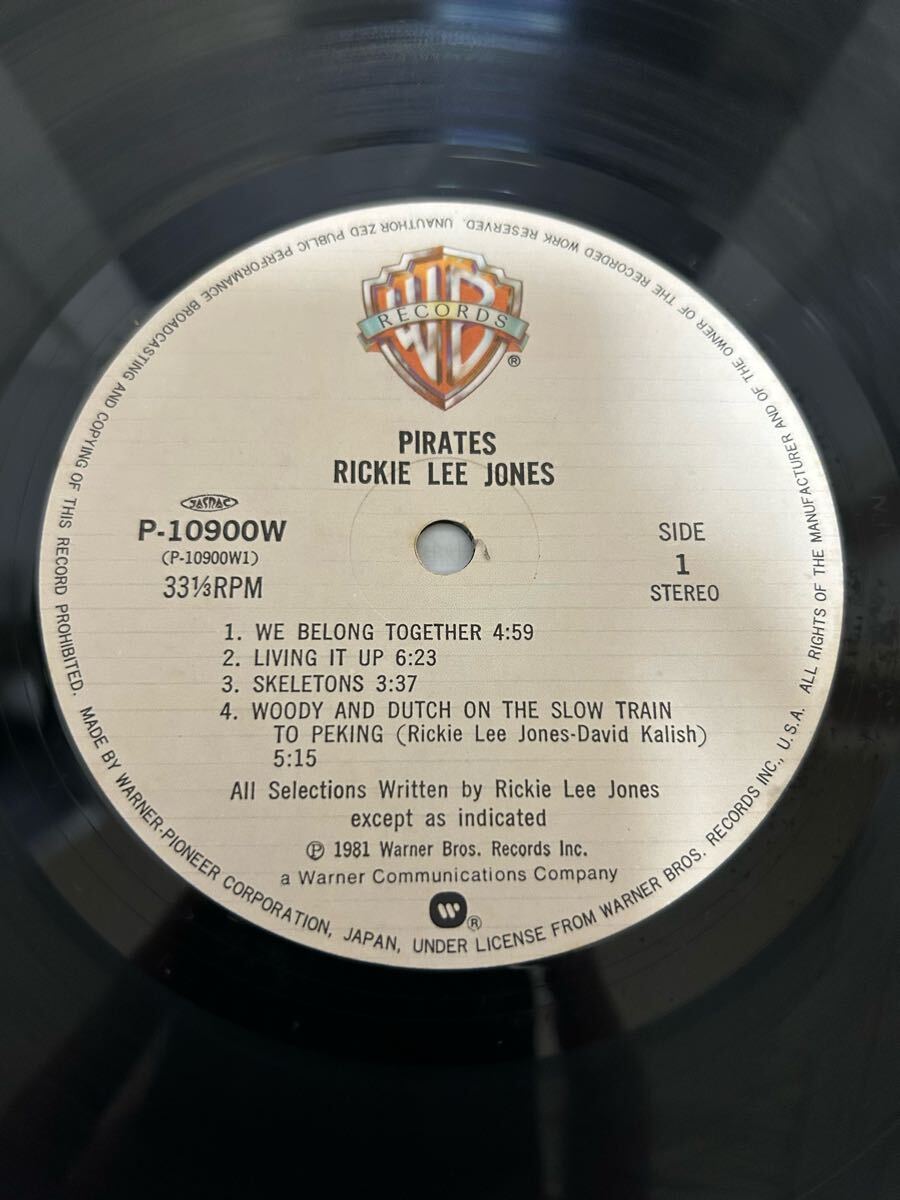 WB
RECORDS
®
PIRATES
RICKIE LEE JONES
JASRAC
P-10900W
(P-10900W1)
33⅓RPM
SIDE
1
STEREO
1. WE BELONG TOGETHER 4:59
2. LIVING IT UP 6:23
3. SKELETONS 3:37
4. WOODY AND DUTCH ON THE SLOW TRAIN
TO PEKING (Rickie Lee Jones-David Kalish)
5:15
All Selections Written by Rickie Lee Jones
except as indicated
℗ 1981 Warner Bros. Records Inc.
a Warner Communications Company
®
ALL RIGHTS OF THE MANUFACTURER AND OF THE OWNER OF THE RECORDED WORK RESERVED. UNAUTHOR ZED PUBLIC PERFORMANCE BROADCASTING AND COPYING OF THIS RECORD PROHIBITED. MADE BY WARNER-PIONEER CORPORATION, JAPAN, UNDER LICENSE FROM WARNER BROS. RECORDS INC., U.S.A.